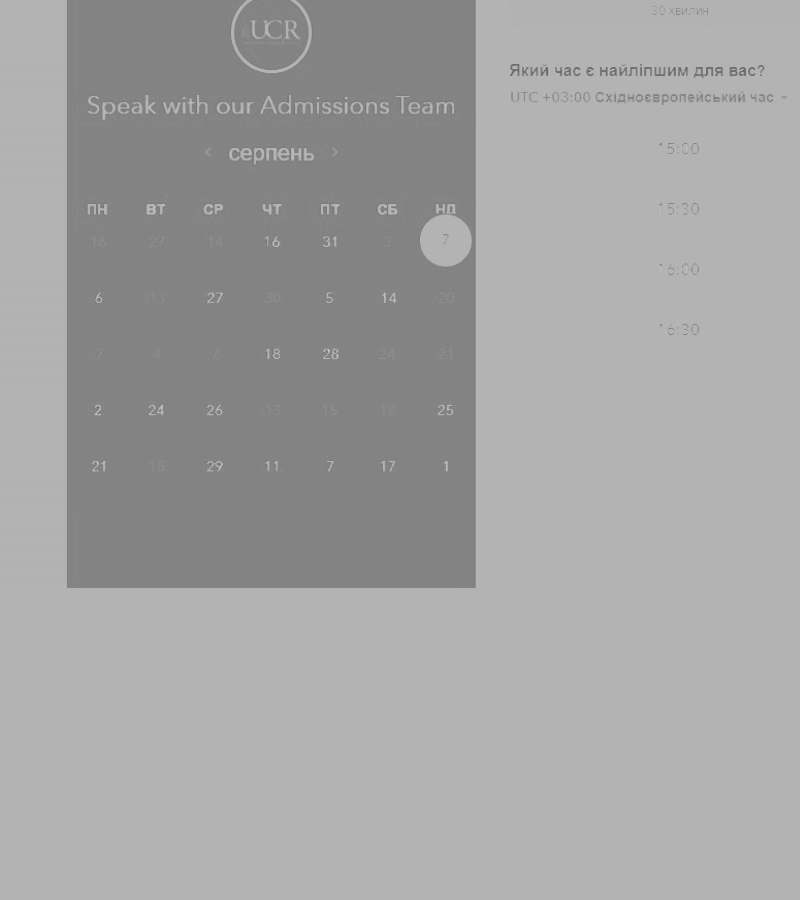 UCR
Speak with our Admissions Team
серпень
ПН ВТ СР ЧТ ПТ СБ НД
16 27 14 16 31 3 7
6 13 27 30 5 14 20
7 4 7 18 28 24 21
2 24 26 13 15 18 25
21 18 29 11 7 17 1
30 хвилин
Який час є найліпшим для вас?
UTC +03:00 Східноєвропейський час
15:00
15:30
16:00
16:30